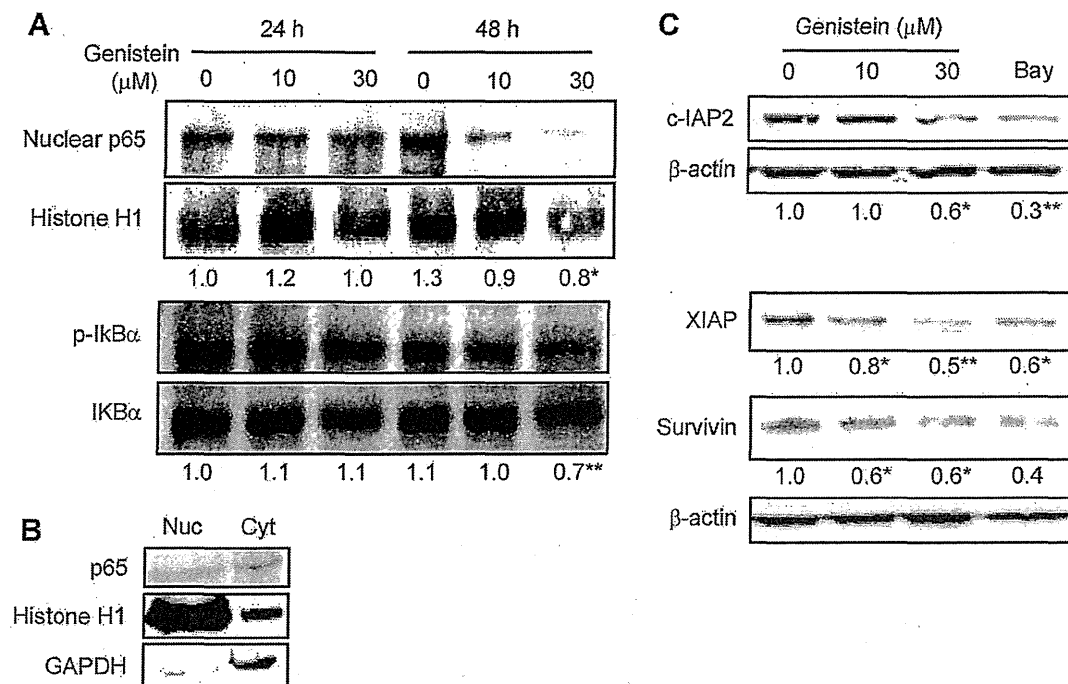 A
24 h 48 h
Genistein
(μM) 0 10 30 0 10 30
Nuclear p65
Histone H1
1.0 1.2 1.0 1.3 0.9 0.8*
p-IkBα
IKBα
1.0 1.1 1.1 1.1 1.0 0.7**
B
Nuc Cyt
p65
Histone H1
GAPDH
C
Genistein (μM)
0 10 30 Bay
c-IAP2
β-actin
1.0 1.0 0.6* 0.3**
XIAP
1.0 0.8* 0.5** 0.6*
Survivin
1.0 0.6* 0.6* 0.4
β-actin